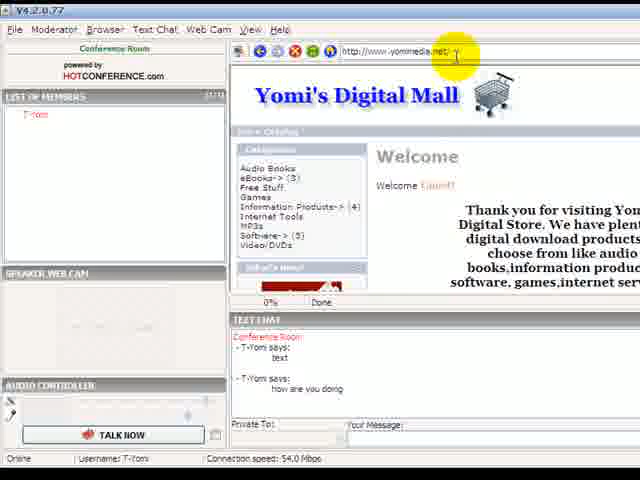 V4.2.0.77
File Moderator Browser Text Chat Web Cam View Help
Conference Room
powered by
HOTCONFERENCE.com
LIST OF MEMBERS
T-Yomi
SPEAKER WEB CAM
AUDIO CONTROLLER
TALK NOW
http://www.yommedia.net/
Yomi's Digital Mall
Categories
Audio Books
eBooks-> (3)
Free Stuff
Games
Information Products-> (4)
Internet Tools
MP3s
Software-> (5)
Video/DVDs
What's New?
Welcome
Welcome Guest!
Thank you for visiting Yom
Digital Store. We have plent
digital download products
choose from like audio
books,information produc
software, games,internet serv
0% Done
TEXT CHAT
Conference Room
- T-Yomi says:
text
- T-Yomi says:
how are you doing
Private To: Your Message:
Online Username: T-Yomi Connection speed: 54.0 Mbps